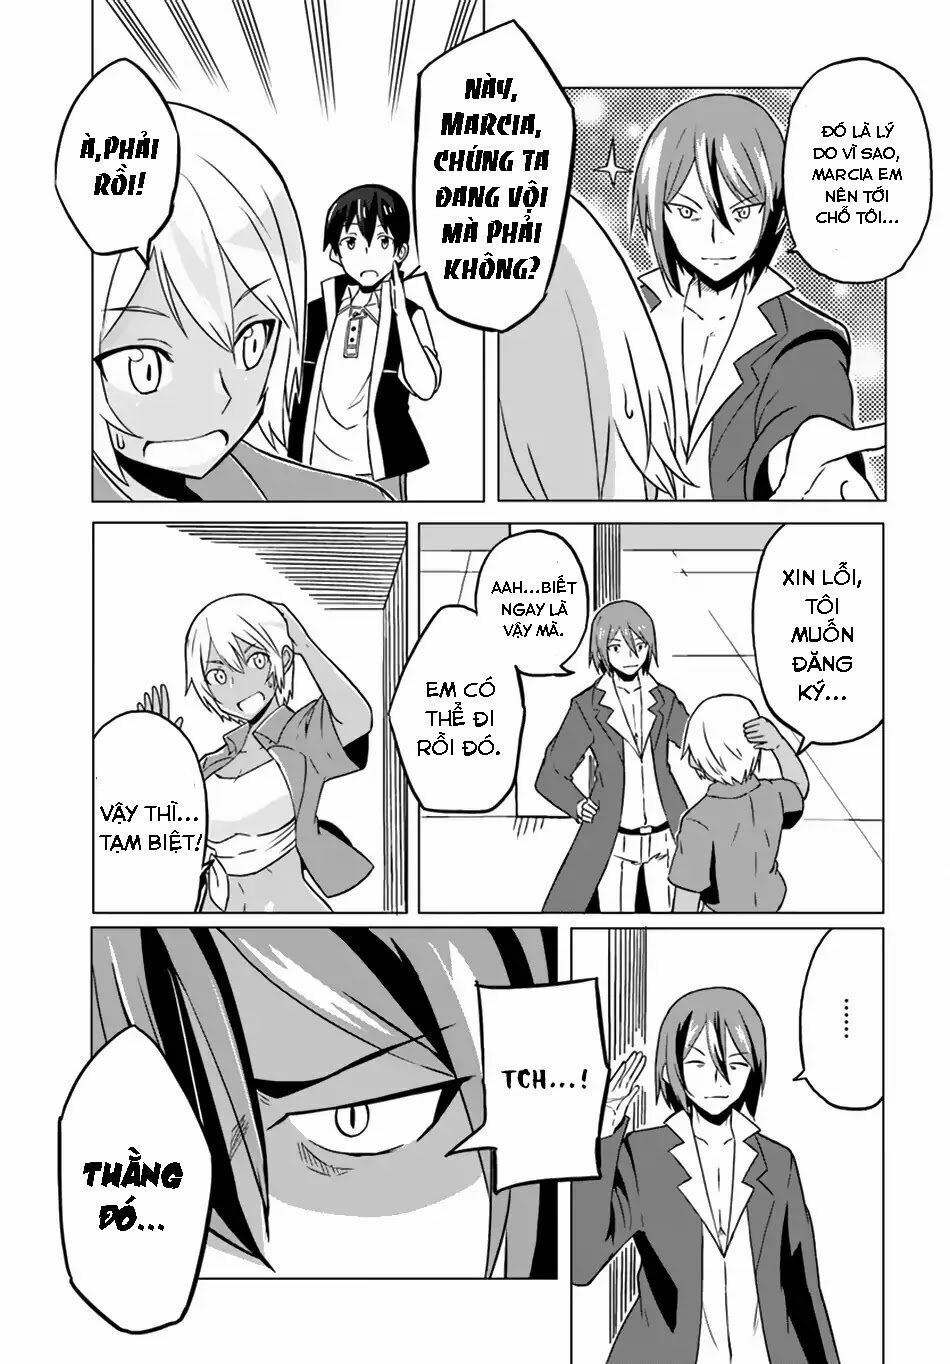 ĐÓ LÀ LÝ
DO VÌ SAO,
MARCIA EM
NÊN TỚI
CHỖ TÔI...
NÀY,
MARCIA,
CHÚNG TA
ĐANG VỘI
MÀ PHẢI
KHÔNG?
À,PHẢI
RỒI!
XIN LỖI,
TÔI
MUỐN
ĐĂNG
KÝ...
AAH...BIẾT
NGAY LÀ
VẬY MÀ.
EM CÓ
THỂ ĐI
RỒI ĐÓ.
VẬY THÌ...
TẠM BIỆT!
......
TCH...!
THẰNG
ĐÓ...